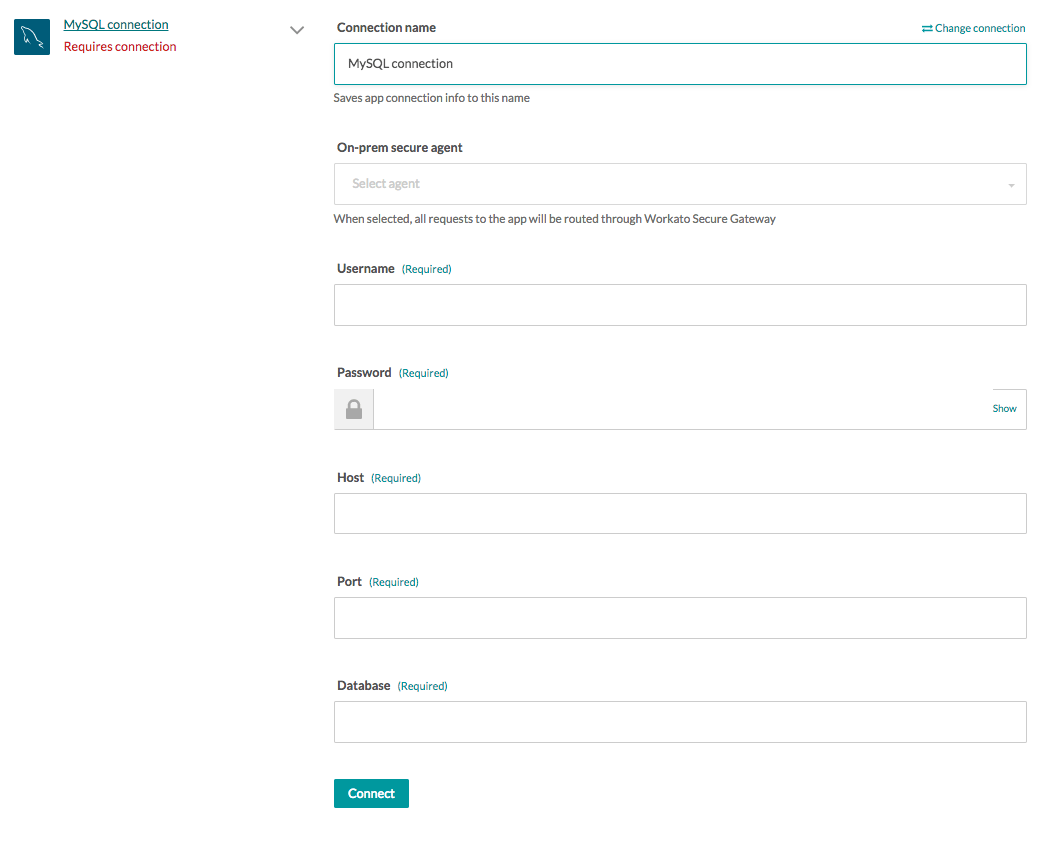 MySQL connection
Requires connection
Connection name
Change connection
MySQL connection
Saves app connection info to this name
On-prem secure agent
Select agent
When selected, all requests to the app will be routed through Workato Secure Gateway
Username (Required)
Password (Required)
Show
Host (Required)
Port (Required)
Database (Required)
Connect